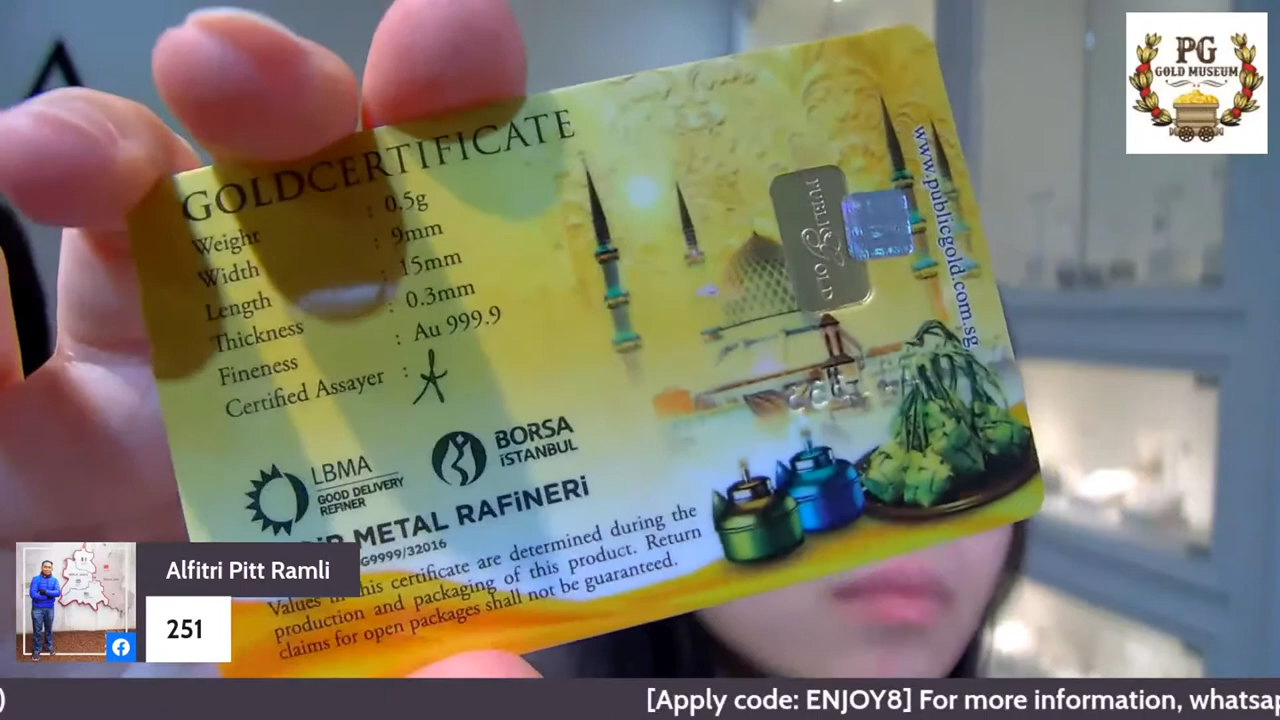 GOLDCERTIFICATE
Weight : 0.5g
Width : 9mm
Length : 15mm
Thickness : 0.3mm
Fineness : Au 999.9
Certified Assayer :
LBMA
GOOD DELIVERY
REFINER
BORSA
İSTANBUL
METAL RAFİNERİ
G9999/32016
Values this certificate are determined during the
production and packaging of this product. Return
claims for open packages shall not be guaranteed.
PUBLIC GOLD
www.publicgold.com.sg
PG
GOLD MUSEUM
Alfitri Pitt Ramli
251
) [Apply code: ENJOY8] For more information, whatsap